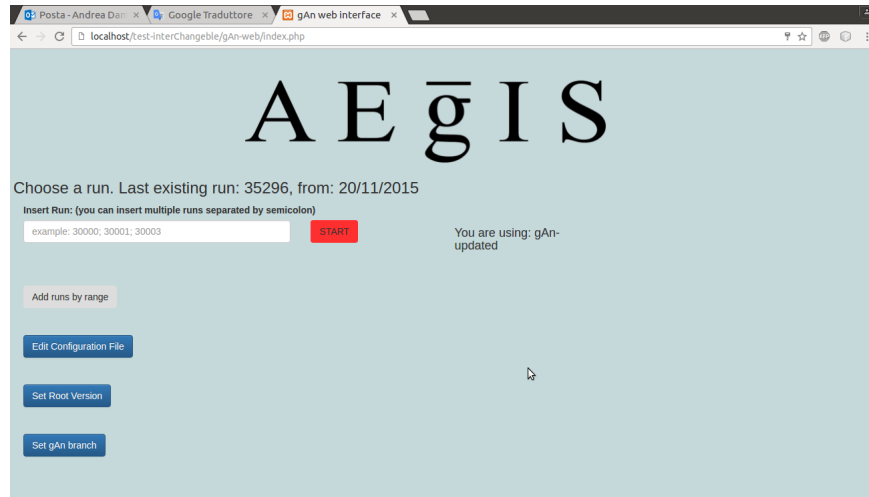 Posta - Andrea Dam
Google Traduttore
gAn web interface
localhost/test-interChangeble/gAn-web/index.php
A E g̅ I S
Choose a run. Last existing run: 35296, from: 20/11/2015
Insert Run: (you can insert multiple runs separated by semicolon)
example: 30000; 30001; 30003
START
You are using: gAn-
updated
Add runs by range
Edit Configuration File
Set Root Version
Set gAn branch